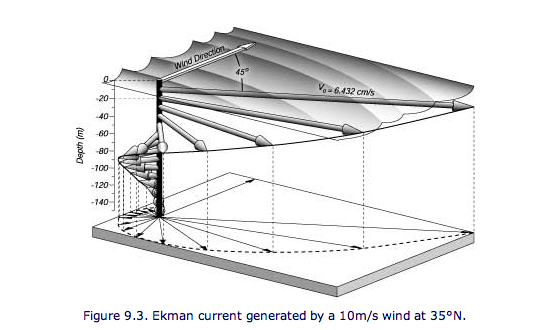 Wind Direction
45°
V₀ = 6.432 cm/s
Depth (m)
0
-20
-40
-60
-80
-100
-120
-140
Figure 9.3. Ekman current generated by a 10m/s wind at 35°N.